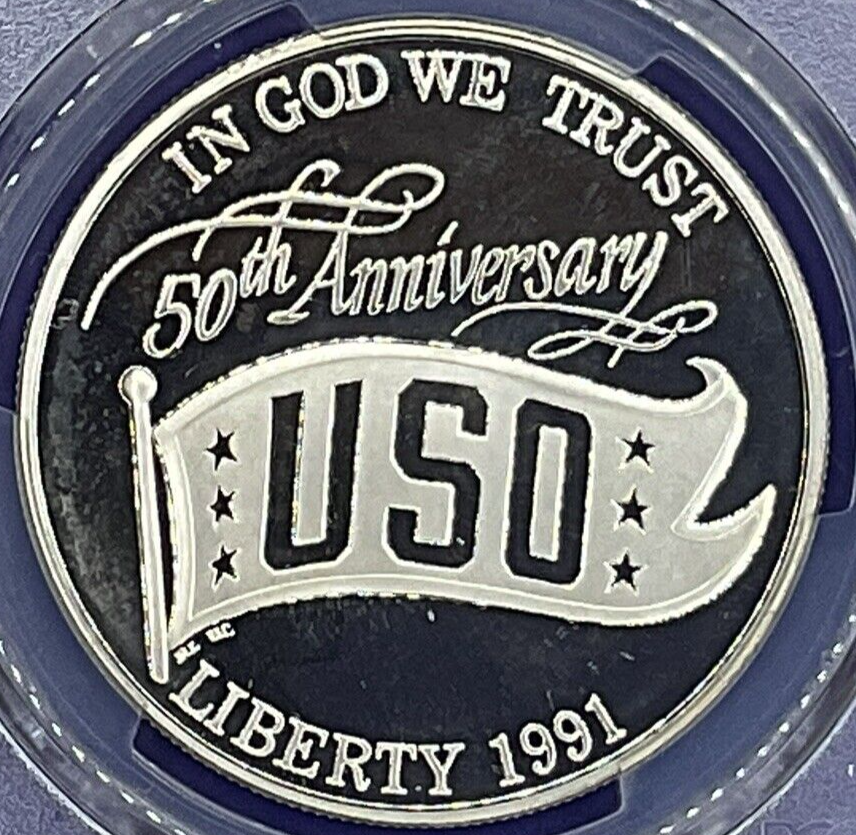 IN GOD WE TRUST
50th Anniversary
USO
LIBERTY 1991